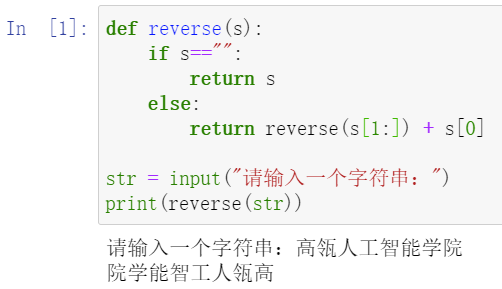 In [1]: def reverse(s):
if s=="":
return s
else:
return reverse(s[1:]) + s[0]
str = input("请输入一个字符串：")
print(reverse(str))
请输入一个字符串：高瓴人工智能学院
院学能智工人瓴高